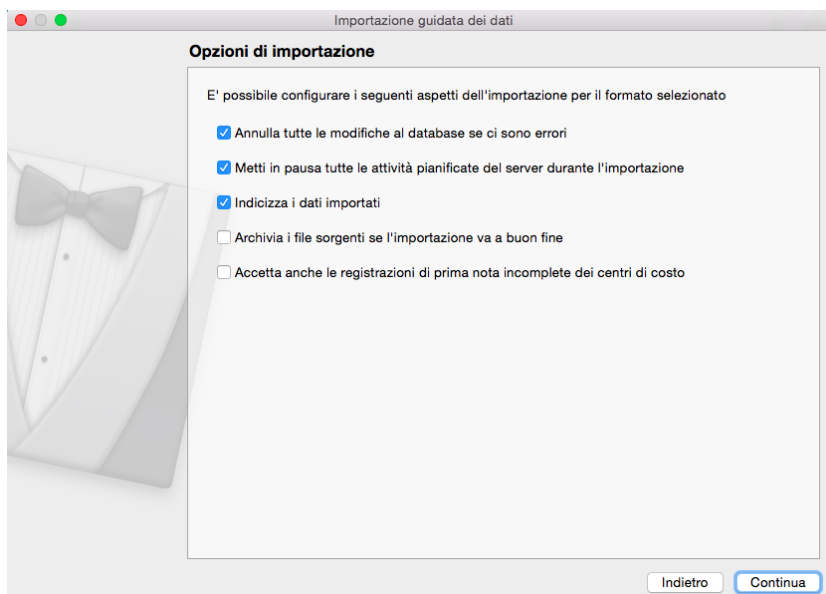 Importazione guidata dei dati
Opzioni di importazione
E' possibile configurare i seguenti aspetti dell'importazione per il formato selezionato
Annulla tutte le modifiche al database se ci sono errori
Metti in pausa tutte le attività pianificate del server durante l'importazione
Indicizza i dati importati
Archivia i file sorgenti se l'importazione va a buon fine
Accetta anche le registrazioni di prima nota incomplete dei centri di costo
Indietro
Continua